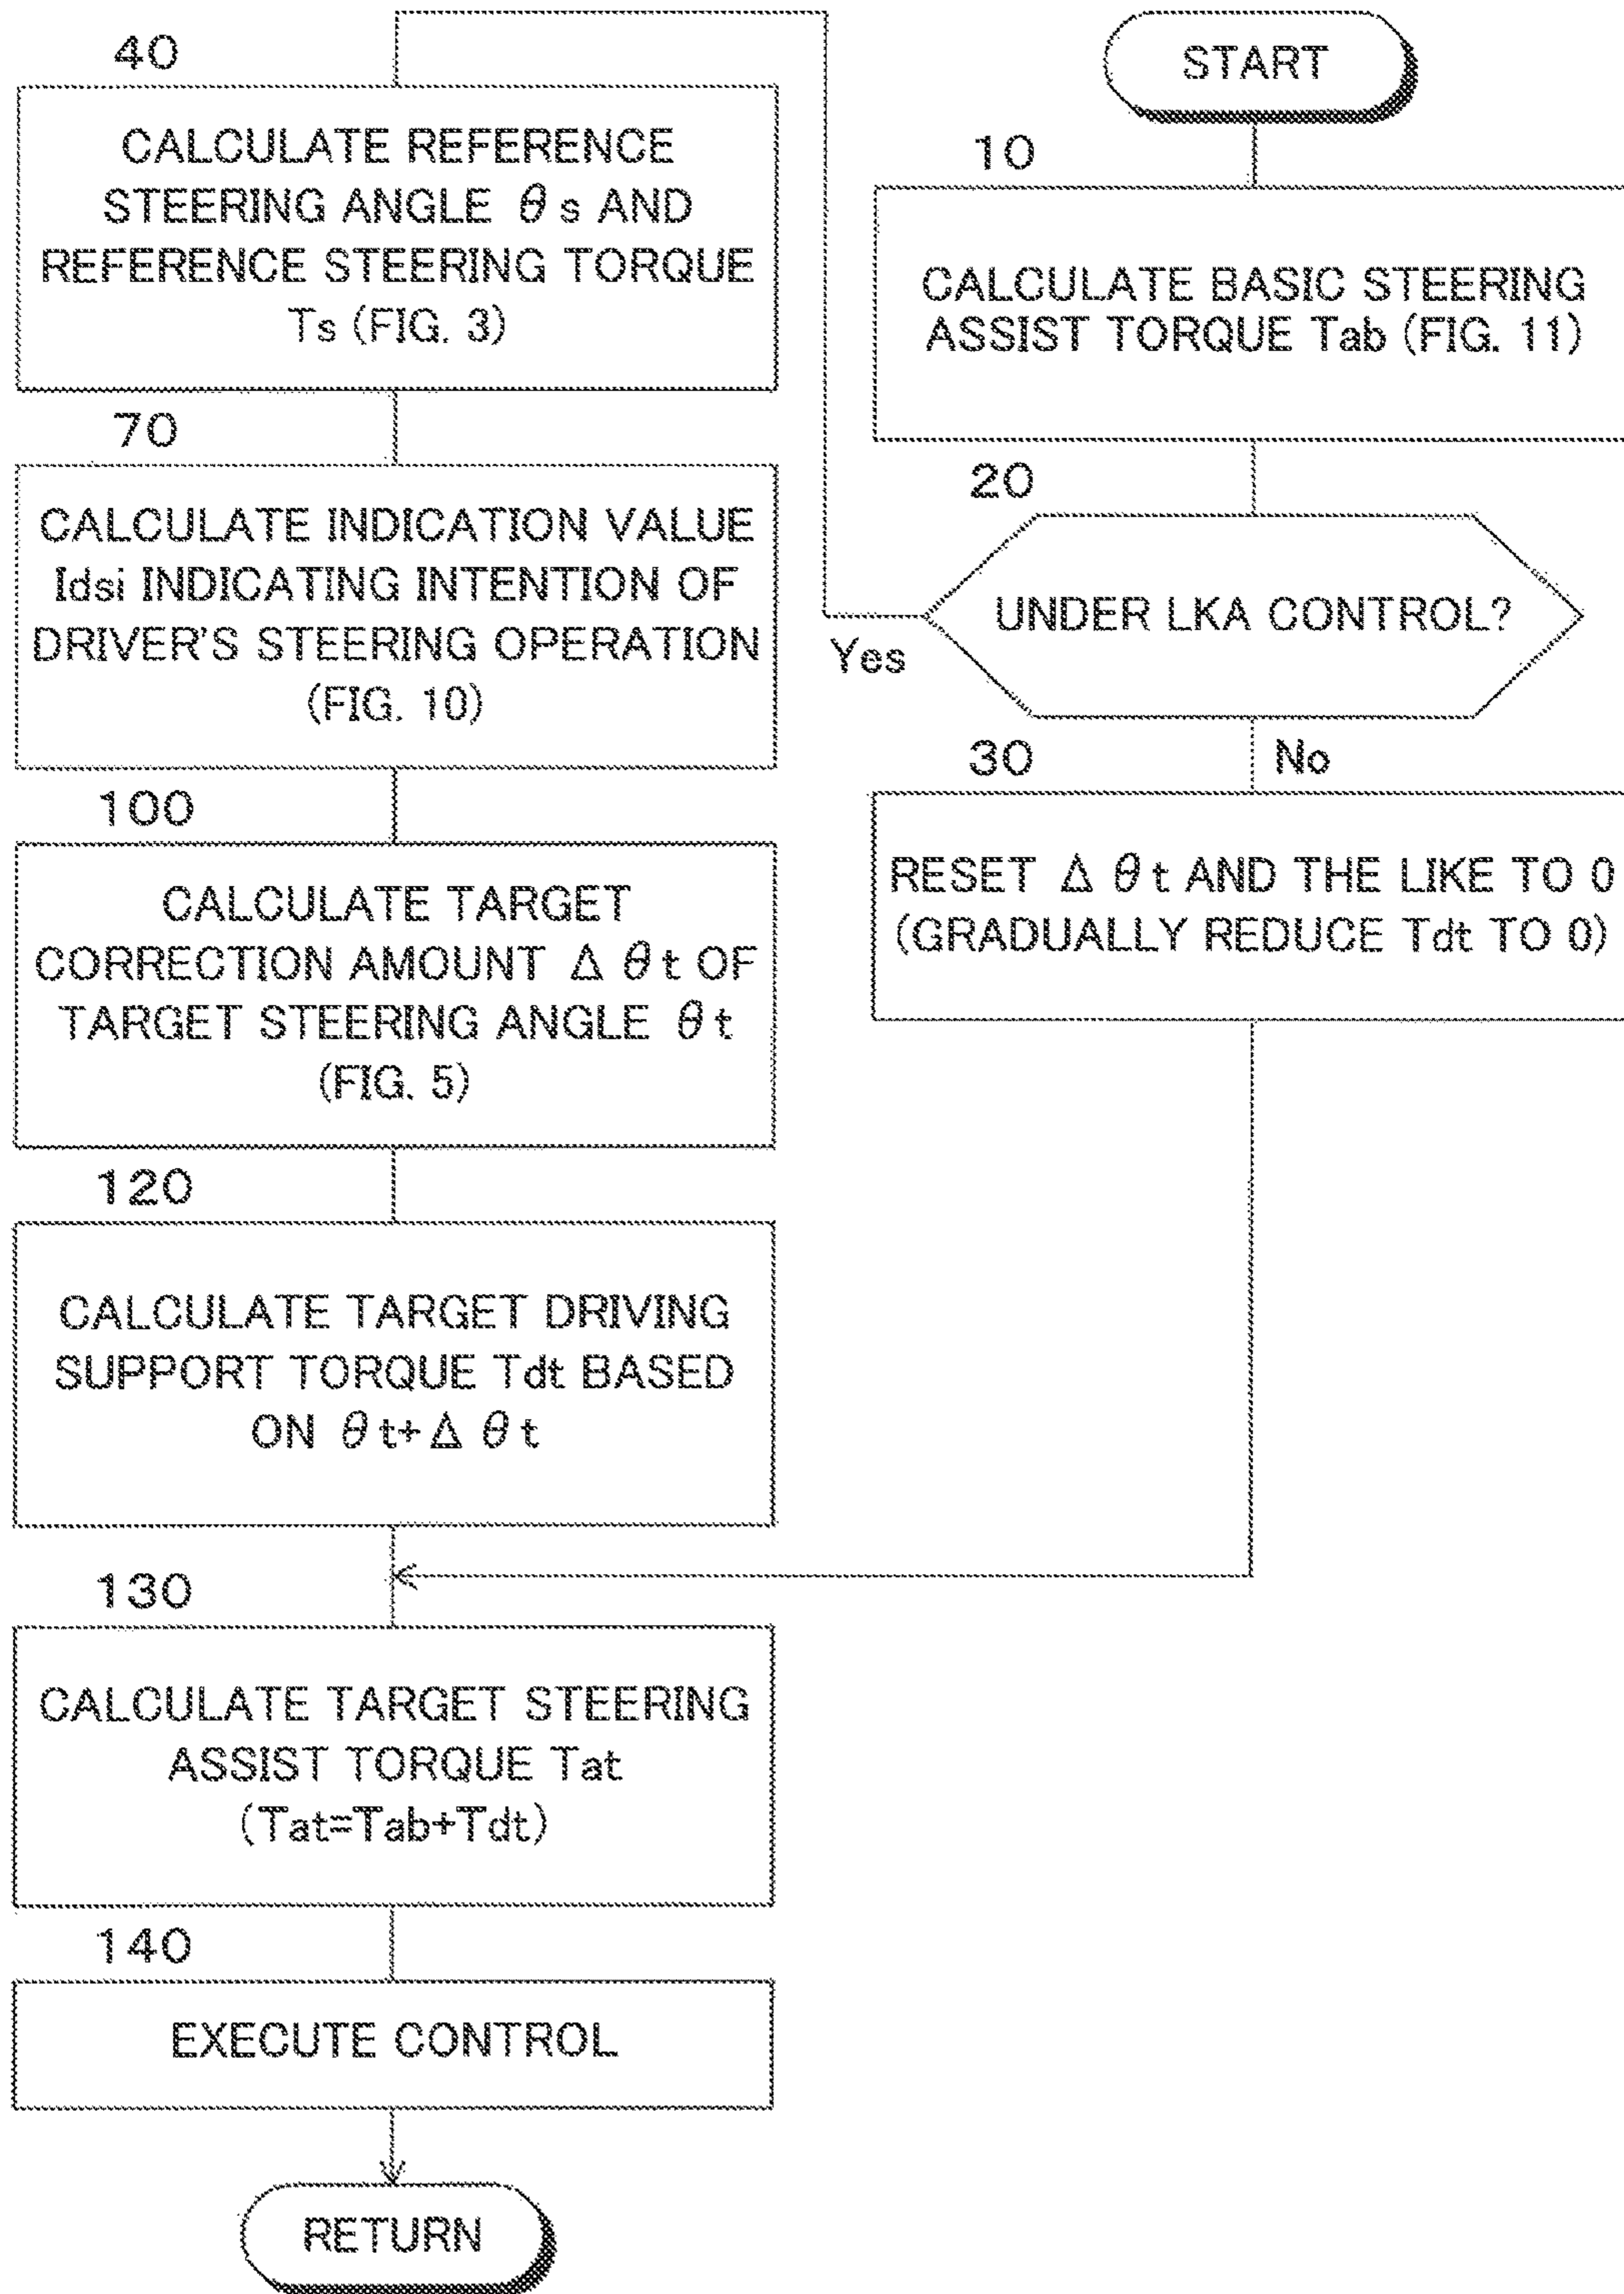 START
10
CALCULATE BASIC STEERING
ASSIST TORQUE Tab (FIG. 11)
20
UNDER LKA CONTROL?
Yes
No
30
RESET Δθt AND THE LIKE TO 0
(GRADUALLY REDUCE Tdt TO 0)
40
CALCULATE REFERENCE
STEERING ANGLE θs AND
REFERENCE STEERING TORQUE
Ts (FIG. 3)
70
CALCULATE INDICATION VALUE
Idsi INDICATING INTENTION OF
DRIVER'S STEERING OPERATION
(FIG. 10)
100
CALCULATE TARGET
CORRECTION AMOUNT Δθt OF
TARGET STEERING ANGLE θt
(FIG. 5)
120
CALCULATE TARGET DRIVING
SUPPORT TORQUE Tdt BASED
ON θt+Δθt
130
CALCULATE TARGET STEERING
ASSIST TORQUE Tat
(Tat=Tab+Tdt)
140
EXECUTE CONTROL
RETURN